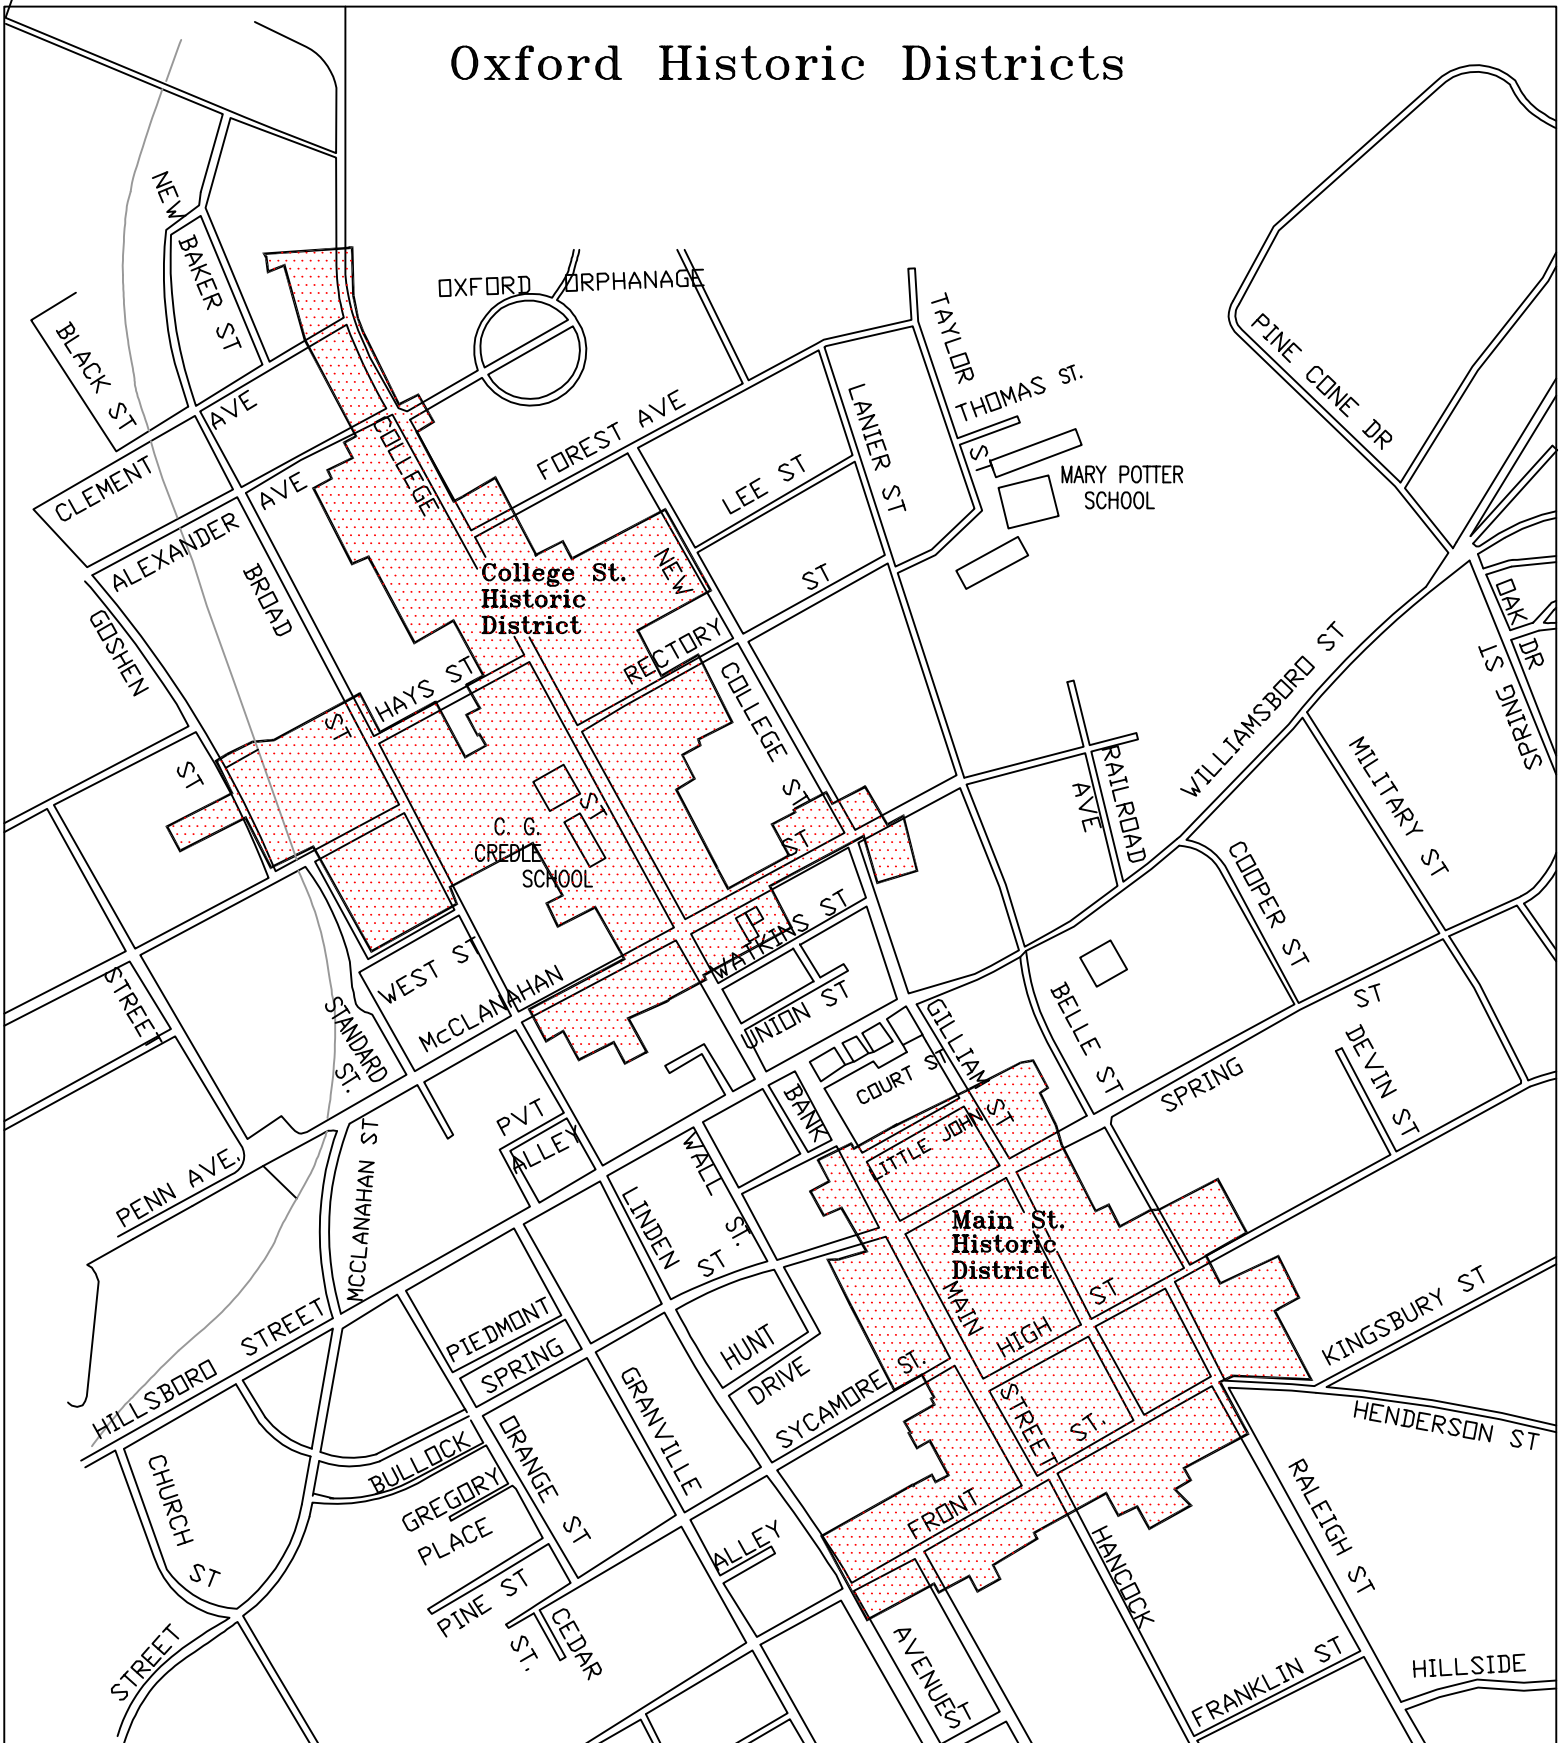 Oxford Historic Districts
NEW
BAKER ST
BLACK ST
OXFORD ORPHANAGE
TAYLOR
ST
THOMAS ST.
PINE CONE DR
LANIER ST
FOREST AVE
CLEMENT AVE
COLLEGE
ST
LEE ST
MARY POTTER
SCHOOL
ALEXANDER AVE
BROAD
ST
GOSHEN
ST
College St.
Historic
District
NEW
COLLEGE ST
RECTORY ST
HAYS ST
OAK DR
SPRING ST
WILLIAMSBORO ST
MILITARY ST
RAILROAD
AVE
COOPER ST
C. G.
CREDLE
SCHOOL
ST
WATKINS ST
WEST ST
McCLANAHAN
STREET
STANDARD
ST.
UNION ST
GILLIAM
ST
BELLE ST
SPRING ST
DEVIN ST
COURT ST
BANK
LITTLE JOHN
PVT
ALLEY
PENN AVE.
MCCLANAHAN ST
WALL ST.
LINDEN
ST
Main St.
Historic
District
MAIN
STREET
HIGH ST
HILLSBORO STREET
PIEDMONT
SPRING
HUNT
DRIVE
SYCAMORE ST.
KINGSBURY ST
HENDERSON ST
GRANVILLE
CHURCH
ST
BULLOCK
ORANGE ST
GREGORY
PLACE
FRONT ST.
RALEIGH ST
HANCOCK
ALLEY
PINE ST
CEDAR
ST.
STREET
AVENUE
ST
FRANKLIN ST
HILLSIDE